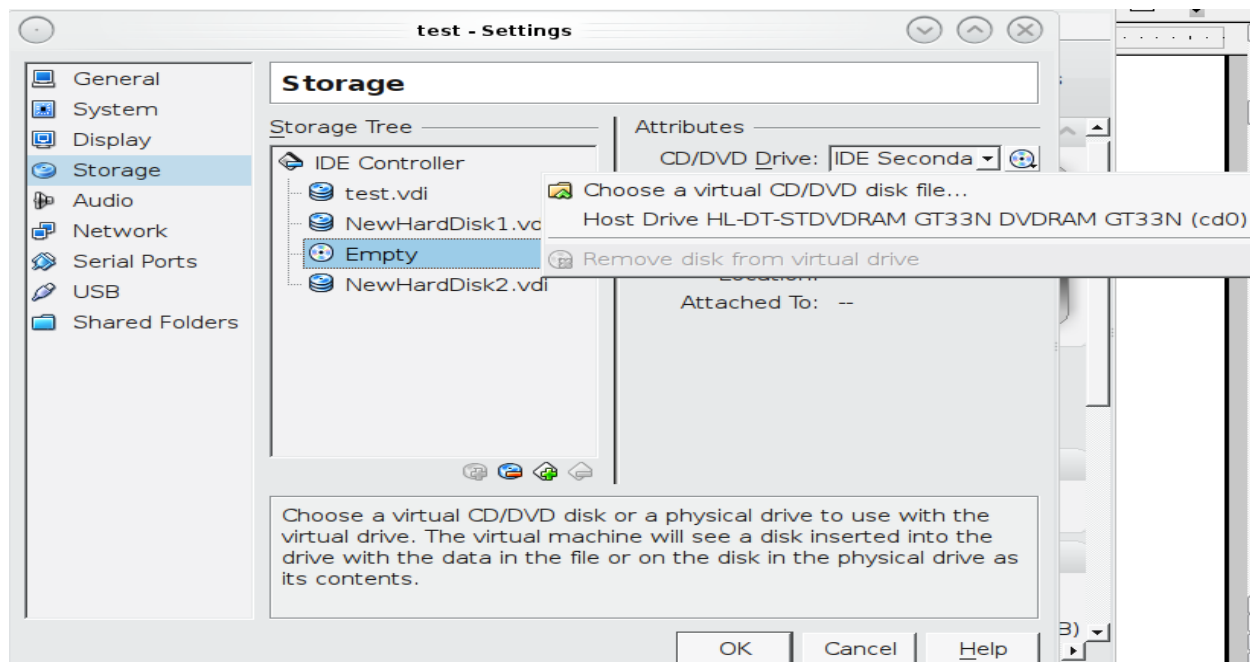 test - Settings
General
System
Display
Storage
Audio
Network
Serial Ports
USB
Shared Folders
Storage
Storage Tree
IDE Controller
test.vdi
NewHardDisk1.vd
Empty
NewHardDisk2.vdi
Attributes
CD/DVD Drive: IDE Seconda
Choose a virtual CD/DVD disk file...
Host Drive HL-DT-STDVDRAM GT33N DVDRAM GT33N (cd0)
Remove disk from virtual drive
Attached To: --
Choose a virtual CD/DVD disk or a physical drive to use with the
virtual drive. The virtual machine will see a disk inserted into the
drive with the data in the file or on the disk in the physical drive as
its contents.
OK Cancel Help
B)